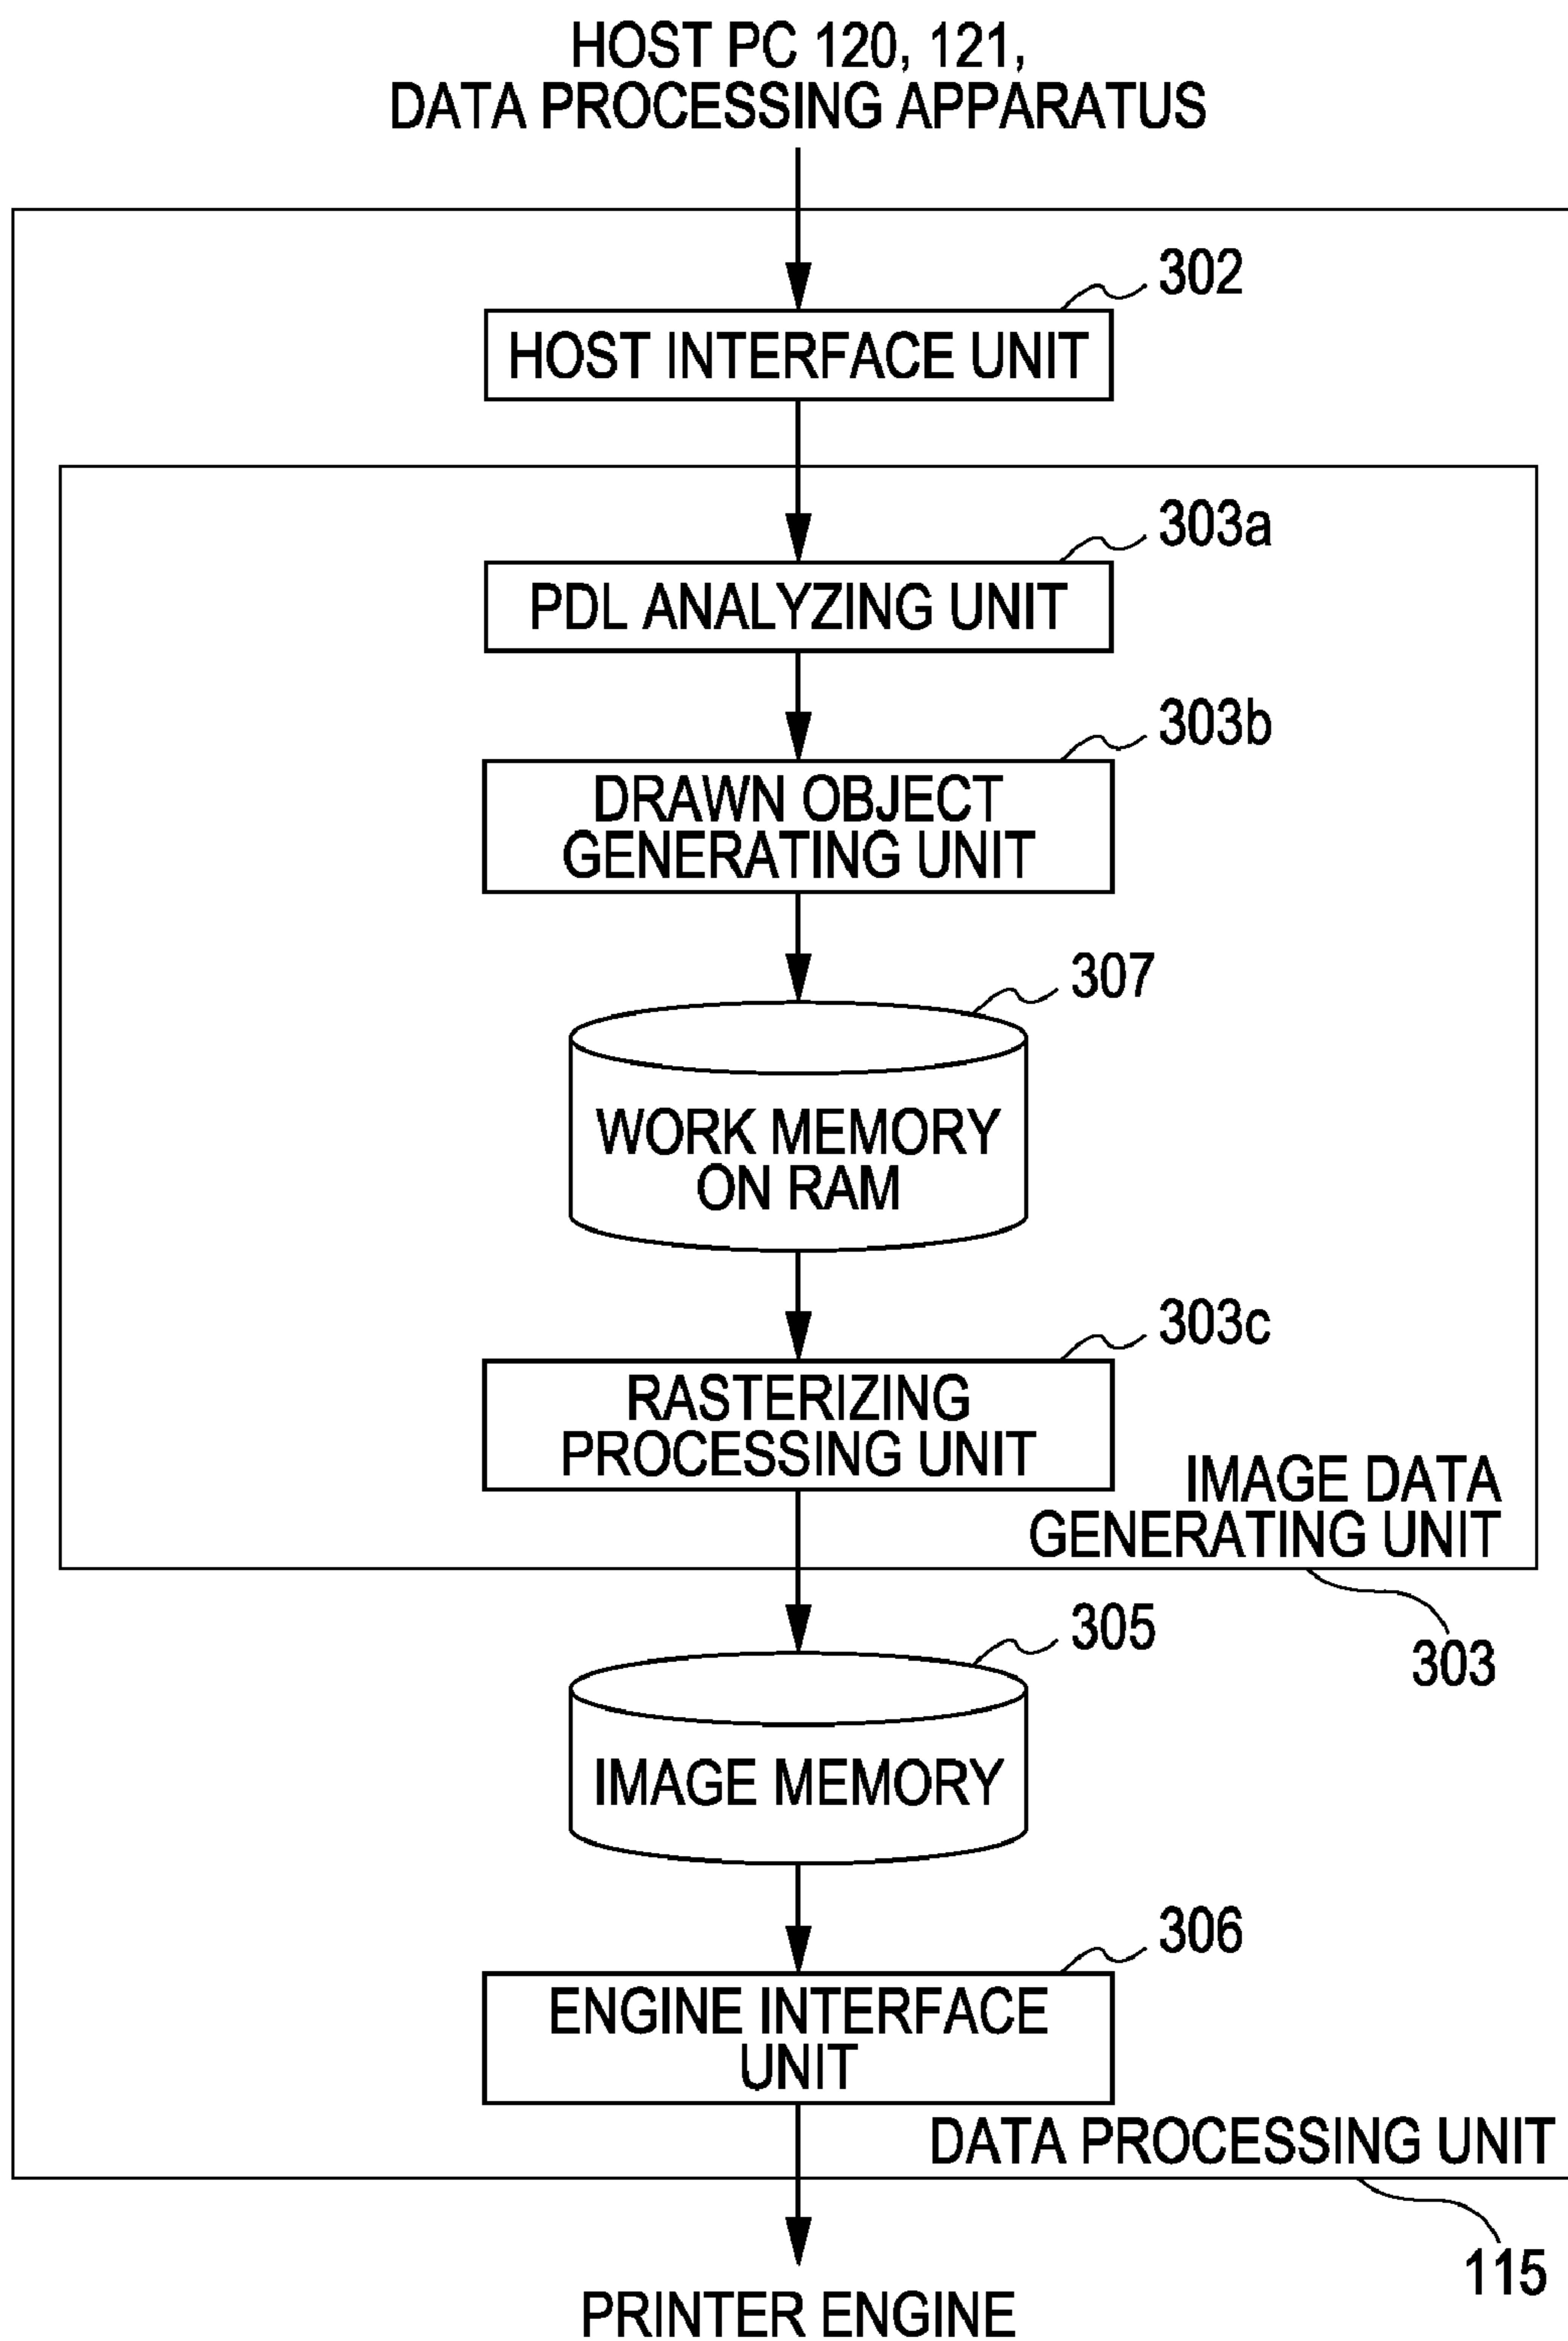 HOST PC 120, 121,
DATA PROCESSING APPARATUS
302
HOST INTERFACE UNIT
303a
PDL ANALYZING UNIT
303b
DRAWN OBJECT
GENERATING UNIT
307
WORK MEMORY
ON RAM
303c
RASTERIZING
PROCESSING UNIT
IMAGE DATA
GENERATING UNIT
303
305
IMAGE MEMORY
306
ENGINE INTERFACE
UNIT
DATA PROCESSING UNIT
115
PRINTER ENGINE